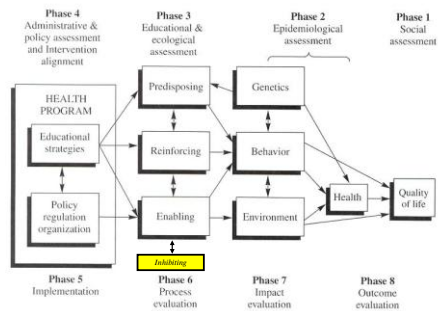 Phase 4
Administrative &
policy assessment
and Intervention
alignment
Phase 3
Educational &
ecological
assessment
Phase 2
Epidemiological
assessment
Phase 1
Social
assessment
HEALTH
PROGRAM
Educational
strategies
Policy
regulation
organization
Predisposing
Reinforcing
Enabling
Inhibiting
Genetics
Behavior
Environment
Health
Quality
of life
Phase 5
Implementation
Phase 6
Process
evaluation
Phase 7
Impact
evaluation
Phase 8
Outcome
evaluation